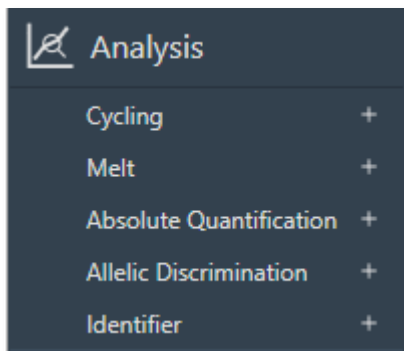 Analysis
Cycling +
Melt +
Absolute Quantification +
Allelic Discrimination +
Identifier +